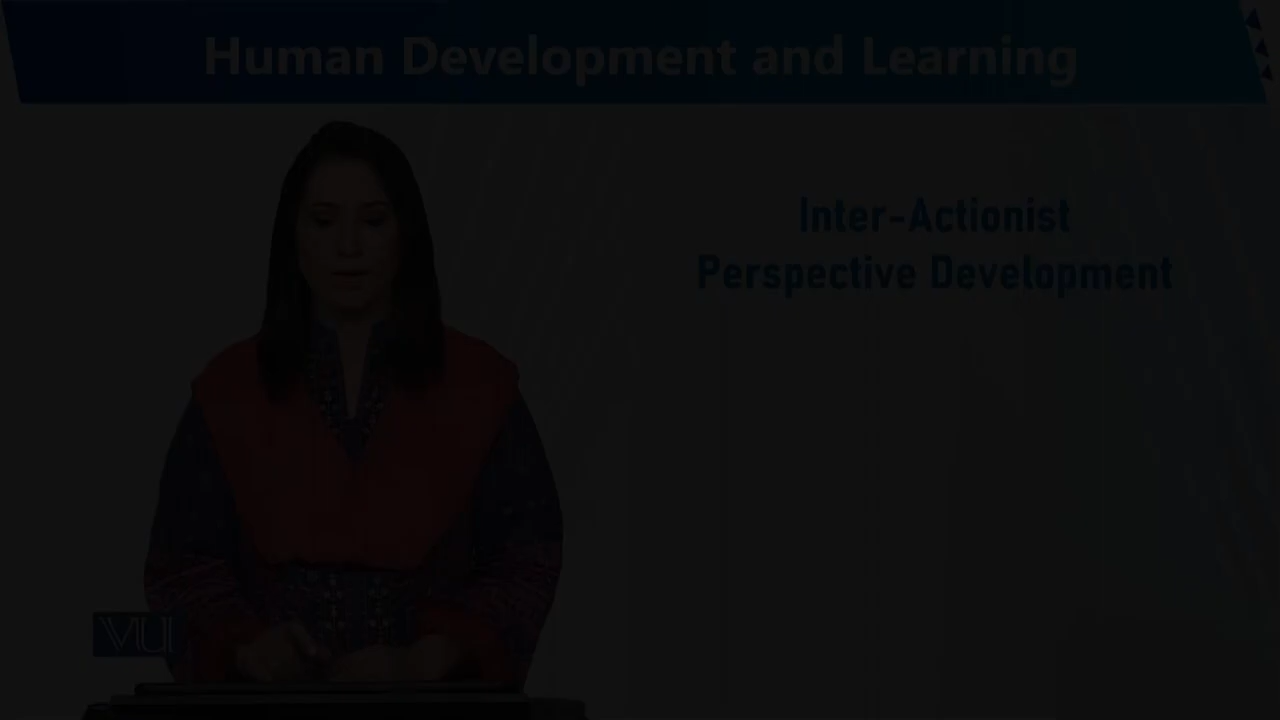 Human Development and Learning
Inter-Actionist
Perspective Development
VU